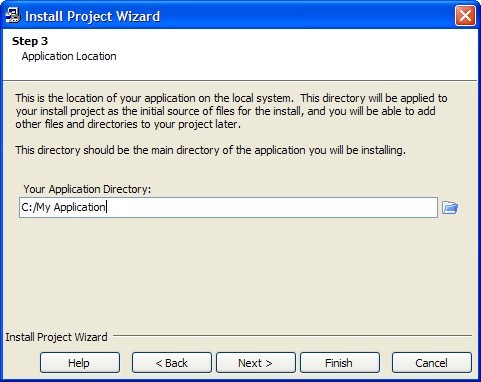 Install Project Wizard
Step 3
Application Location
This is the location of your application on the local system.  This directory will be applied to
your install project as the initial source of files for the install, and you will be able to add
other files and directories to your project later.
This directory should be the main directory of the application you will be installing.
Your Application Directory:
C:/My Application
Install Project Wizard
Help
< Back
Next >
Finish
Cancel